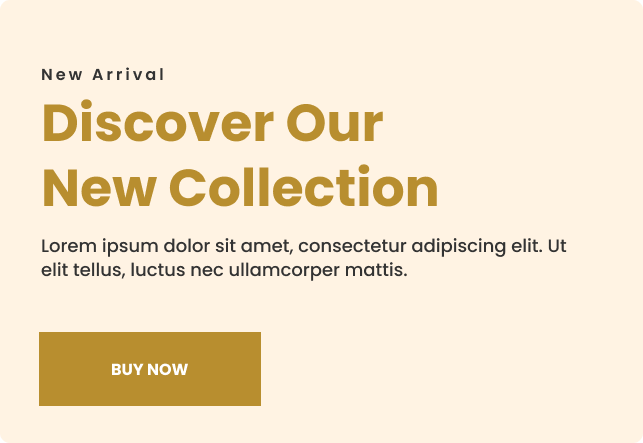 New Arrival
Discover Our
New Collection
Lorem ipsum dolor sit amet, consectetur adipiscing elit. Ut
elit tellus, luctus nec ullamcorper mattis.
BUY NOW